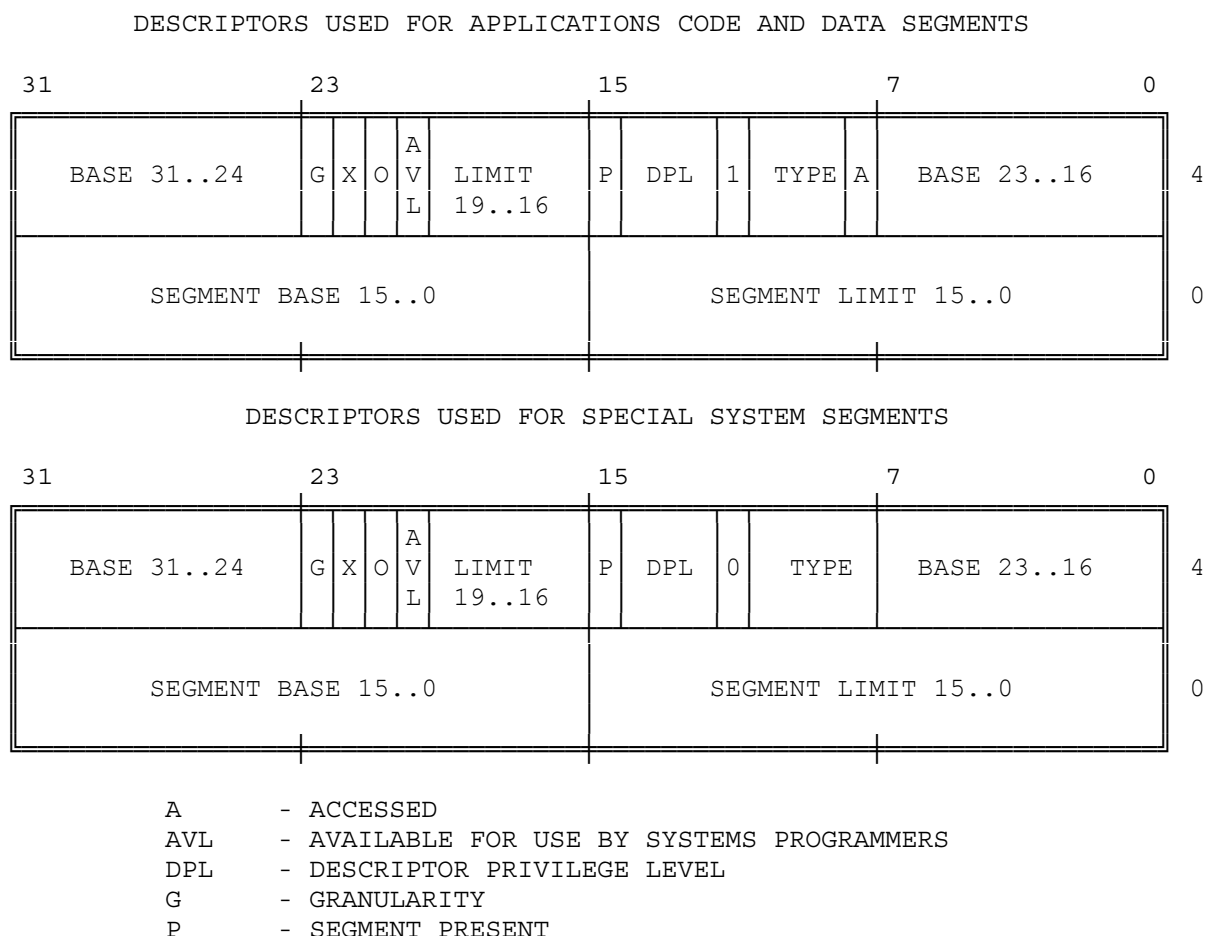 DESCRIPTORS USED FOR APPLICATIONS CODE AND DATA SEGMENTS
31 23 15 7 0
A
BASE 31..24 G X O V LIMIT P DPL 1 TYPE A BASE 23..16 4
L 19..16
SEGMENT BASE 15..0 SEGMENT LIMIT 15..0 0
DESCRIPTORS USED FOR SPECIAL SYSTEM SEGMENTS
31 23 15 7 0
A
BASE 31..24 G X O V LIMIT P DPL 0 TYPE BASE 23..16 4
L 19..16
SEGMENT BASE 15..0 SEGMENT LIMIT 15..0 0
A - ACCESSED
AVL - AVAILABLE FOR USE BY SYSTEMS PROGRAMMERS
DPL - DESCRIPTOR PRIVILEGE LEVEL
G - GRANULARITY
P - SEGMENT PRESENT